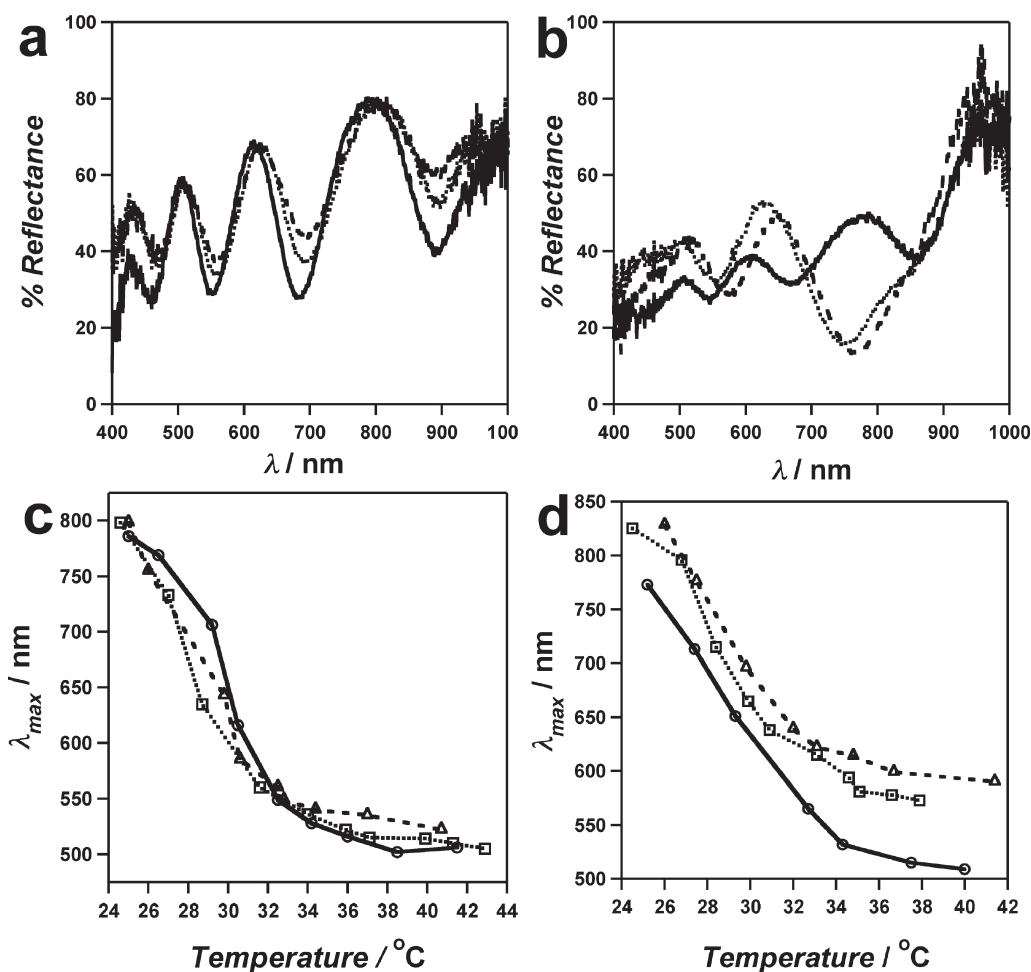 a
100
80
60
40
20
0
% Reflectance
400 500 600 700 800 900 100
λ / nm
b
100
80
60
40
20
0
% Reflectance
400 500 600 700 800 900 1000
λ / nm
c
800
750
700
650
600
550
500
λmax / nm
24 26 28 30 32 34 36 38 40 42 44
Temperature / °C
d
850
800
750
700
650
600
550
500
λmax / nm
24 26 28 30 32 34 36 38 40 42
Temperature / °C